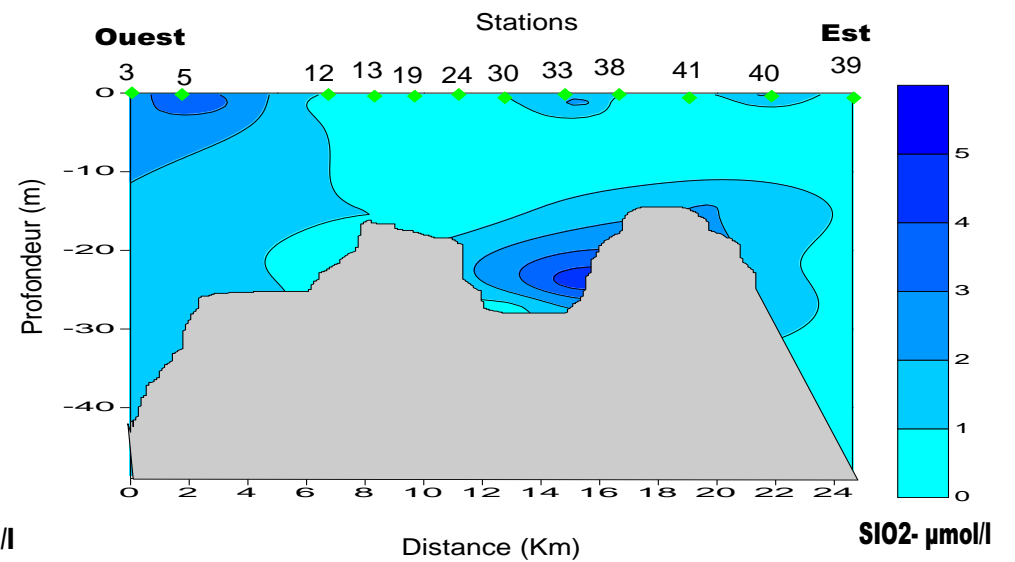 Stations
Ouest
Est
3 5 12 13 19 24 30 33 38 41 40 39
0
-10
-20
-30
-40
Profondeur (m)
0 2 4 6 8 10 12 14 16 18 20 22 24
Distance (Km)
5
4
3
2
1
0
SIO2- µmol/l
/l